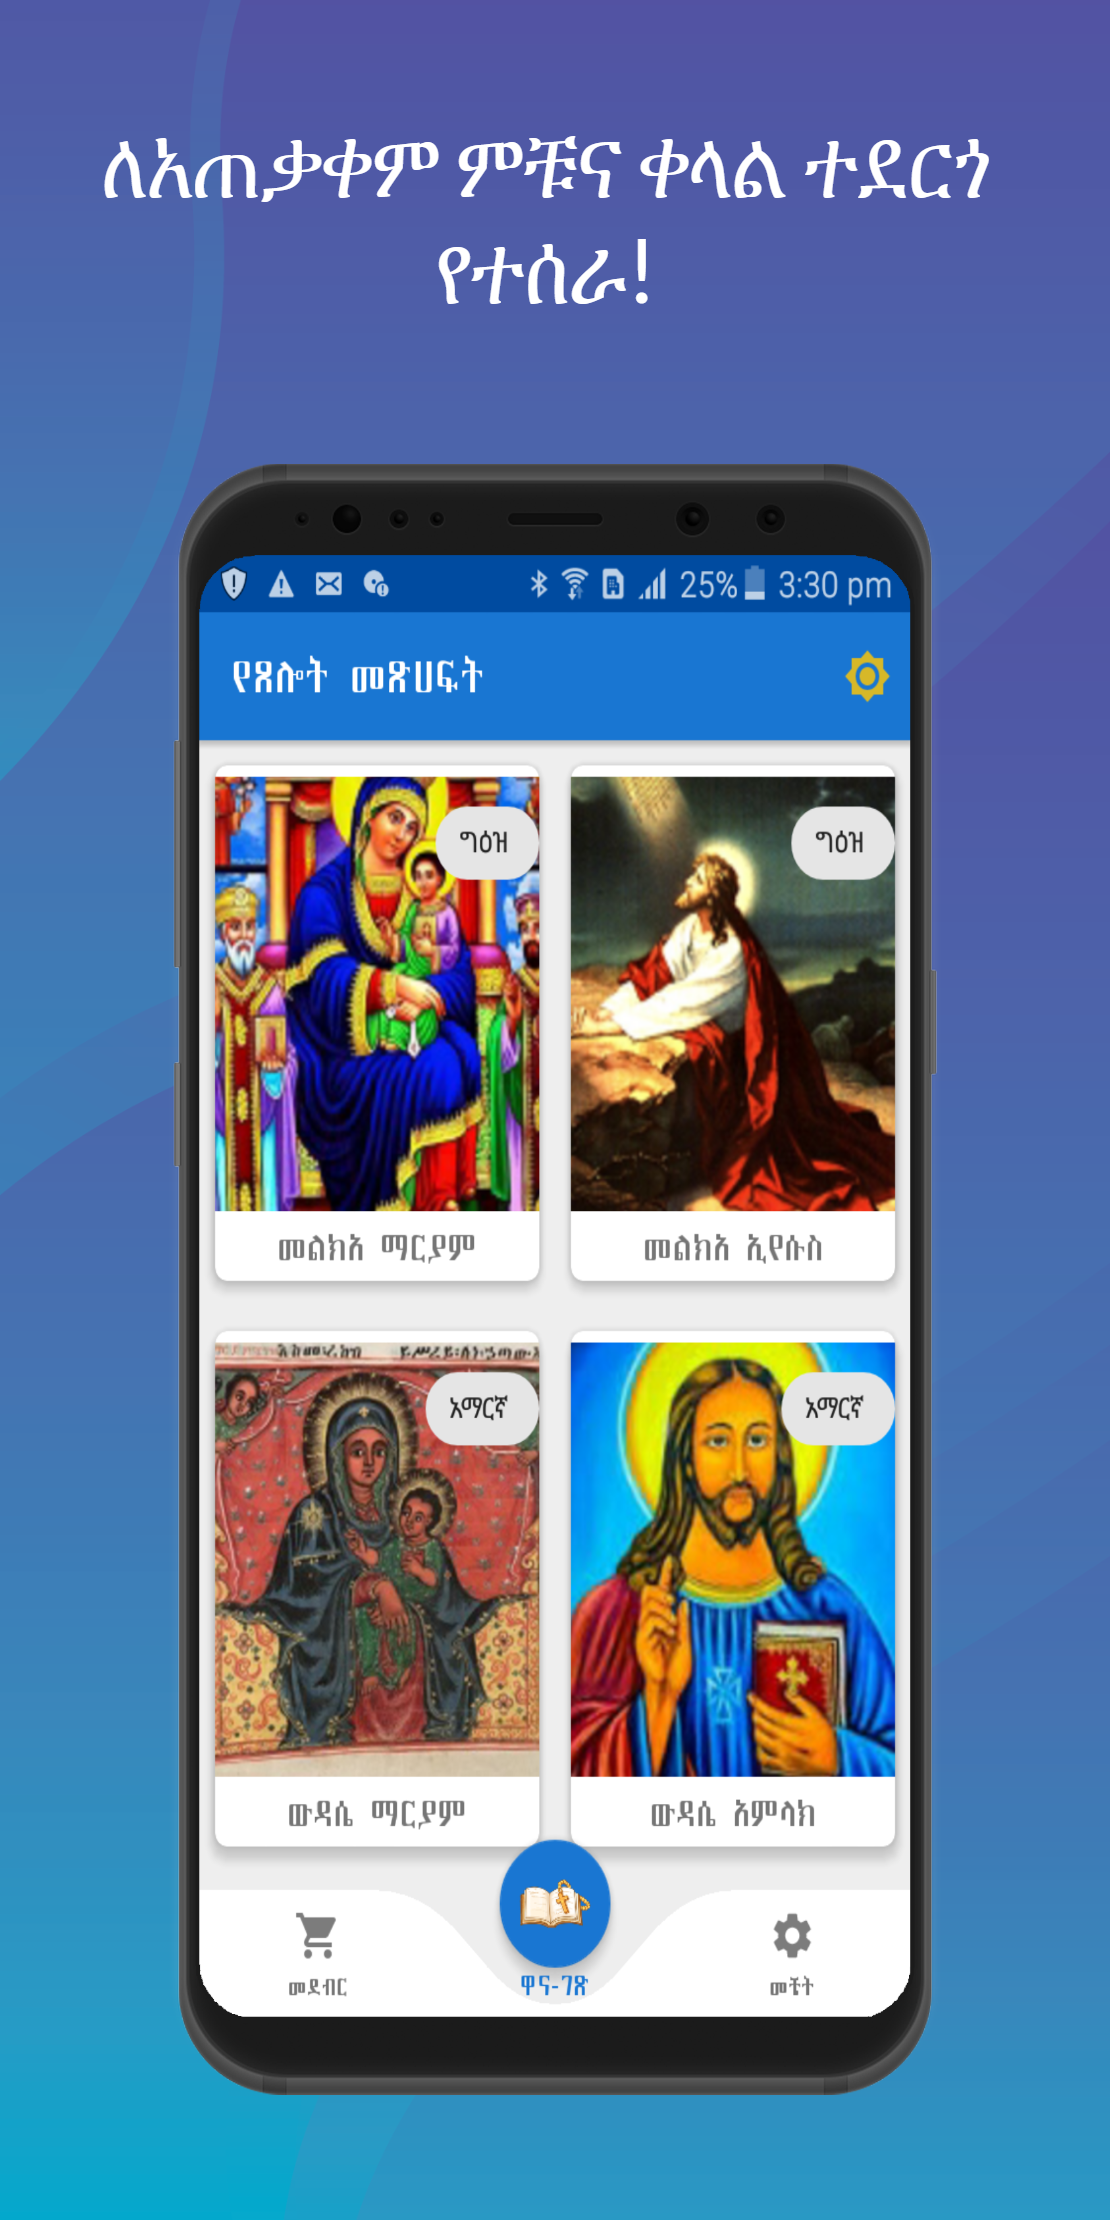 ለአጠቃቀም ምቹና ቀላል ተደርጎ
የተሰራ!
25% 3:30 pm
የጸሎት መጽሀፍት
ግዕዝ
ግዕዝ
መልክአ ማርያም
መልክአ ኢየሱስ
አማርኛ
አማርኛ
ውዳሴ ማርያም
ውዳሴ አምላክ
መደብር
ዋና-ገጽ
መቼት